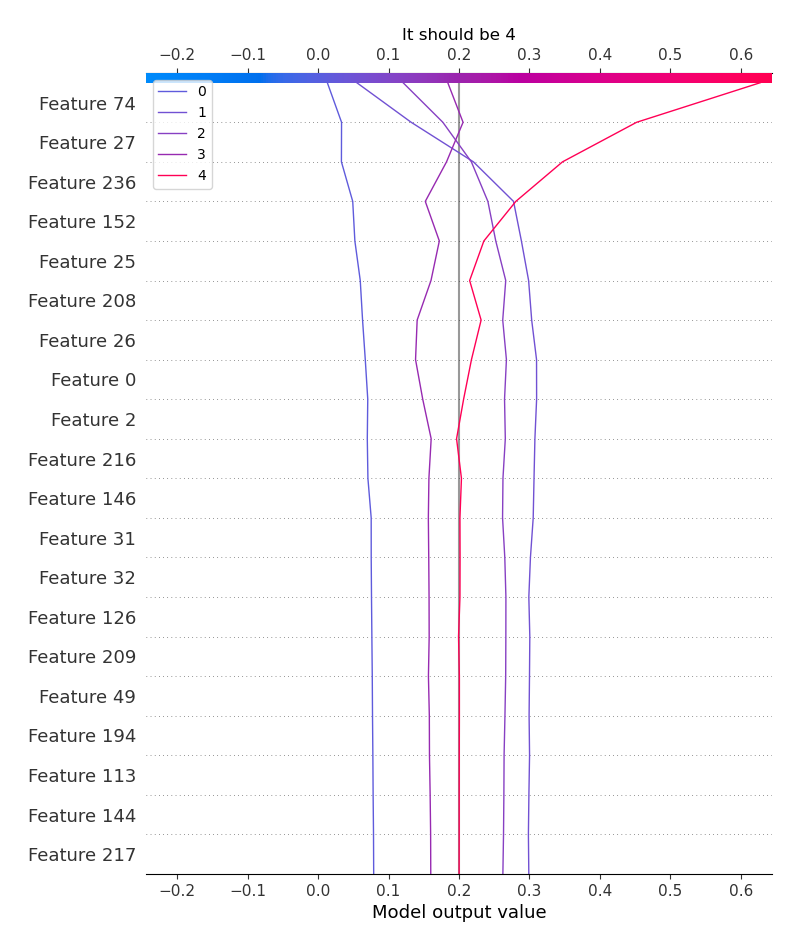 It should be 4
−0.2 −0.1 0.0 0.1 0.2 0.3 0.4 0.5 0.6
0
1
2
3
4
Feature 74
Feature 27
Feature 236
Feature 152
Feature 25
Feature 208
Feature 26
Feature 0
Feature 2
Feature 216
Feature 146
Feature 31
Feature 32
Feature 126
Feature 209
Feature 49
Feature 194
Feature 113
Feature 144
Feature 217
−0.2 −0.1 0.0 0.1 0.2 0.3 0.4 0.5 0.6
Model output value